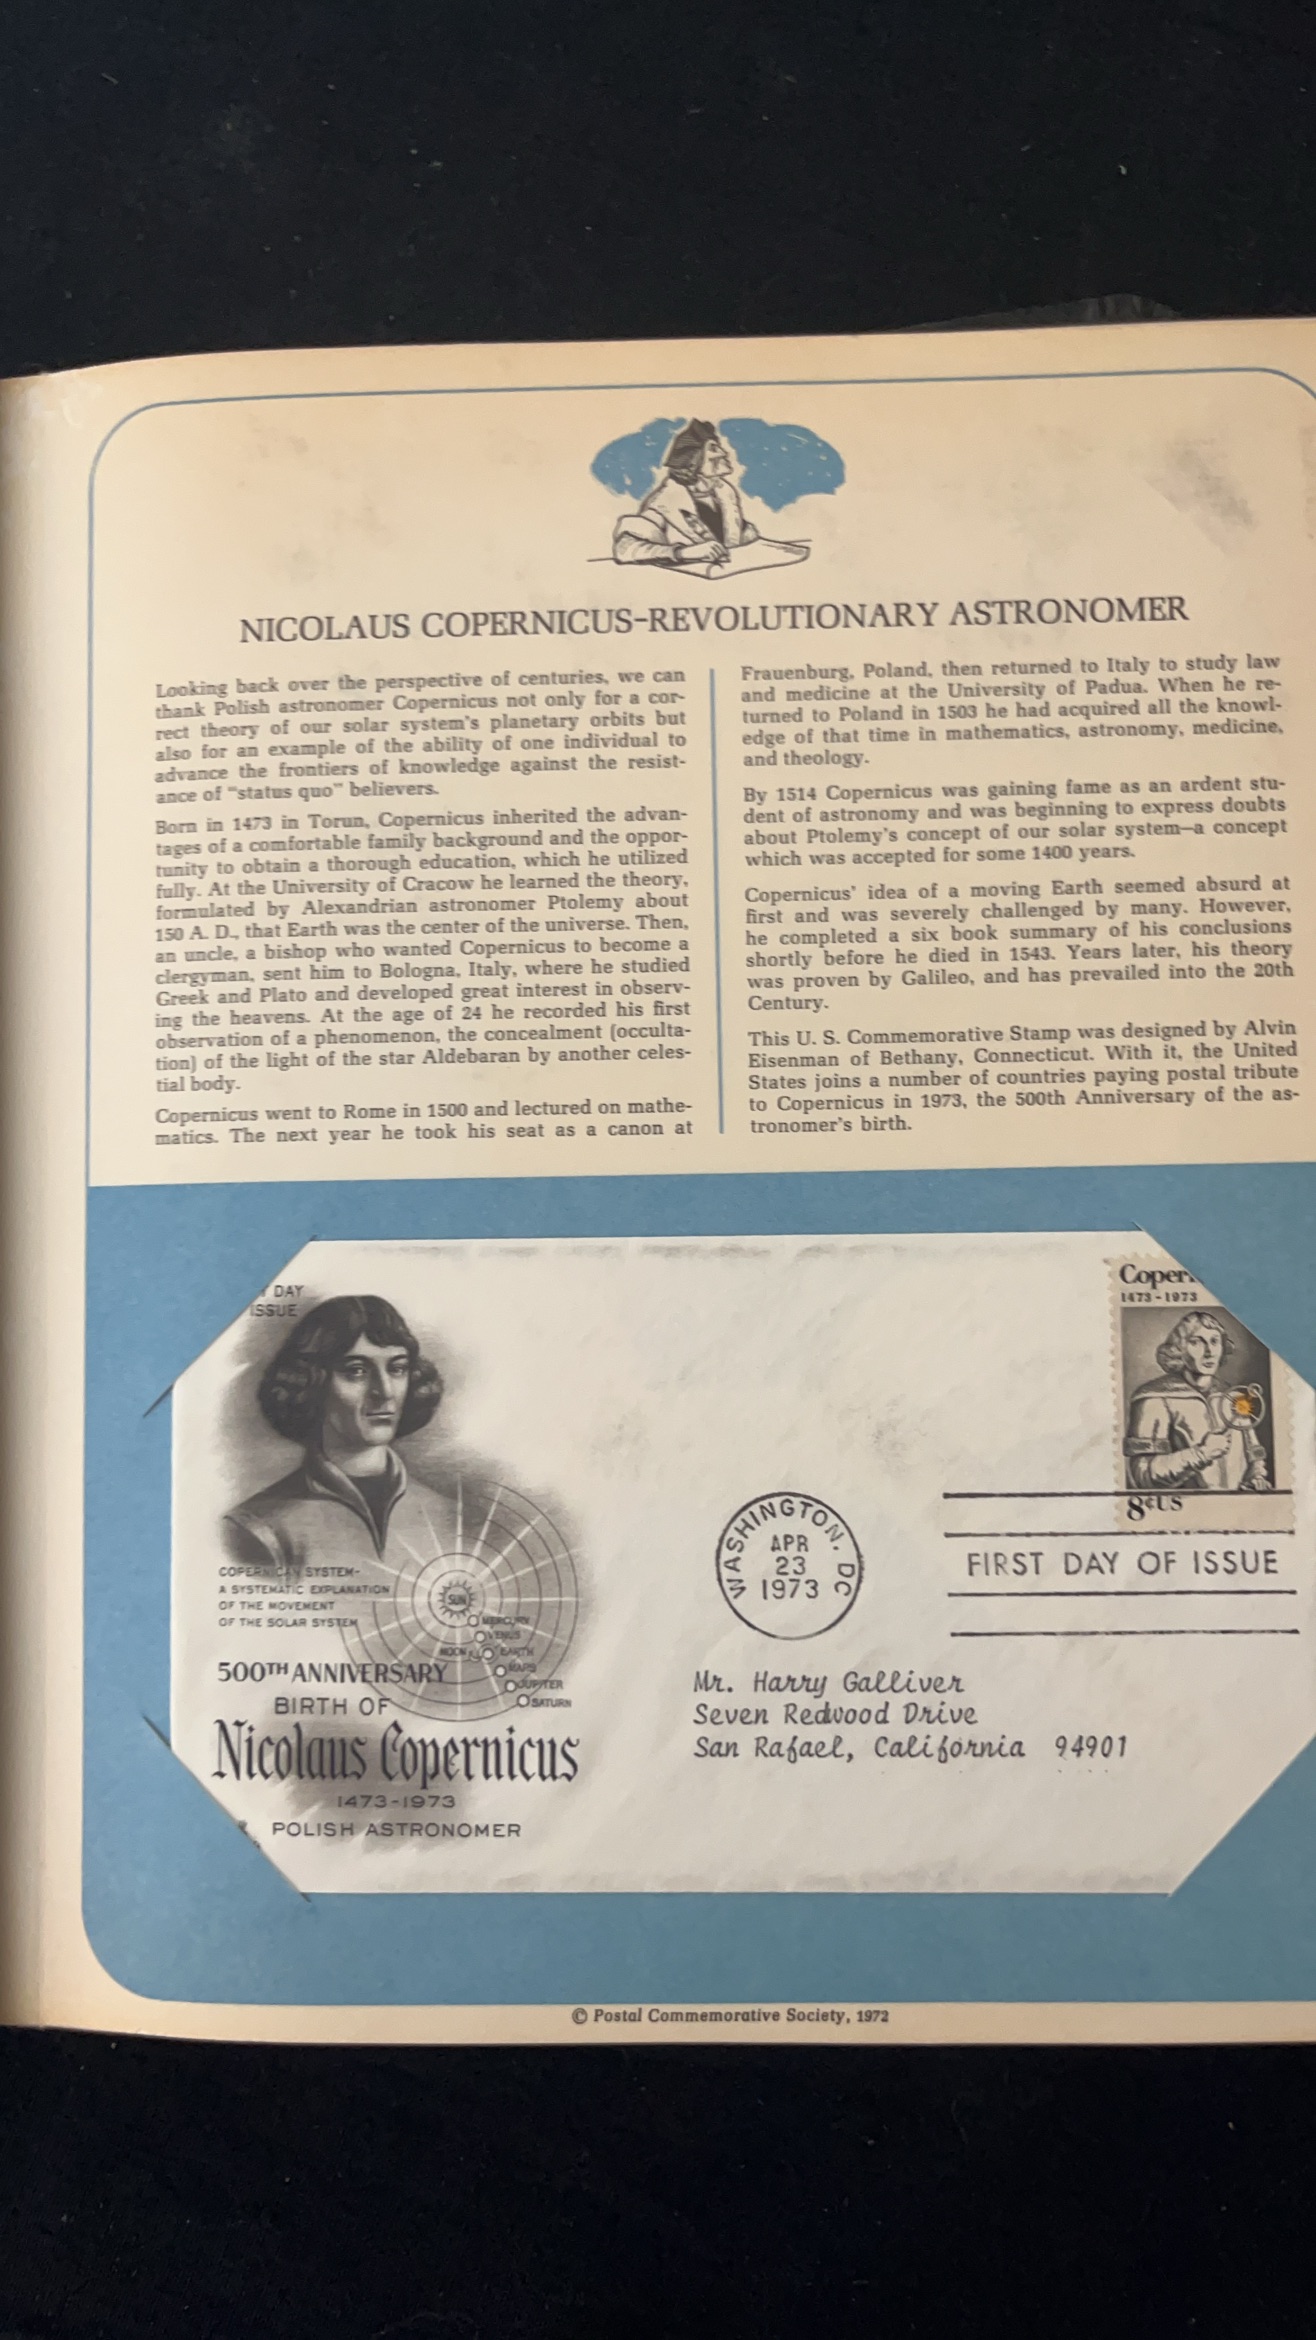 NICOLAUS COPERNICUS–REVOLUTIONARY ASTRONOMER
Looking back over the perspective of centuries, we can
thank Polish astronomer Copernicus not only for a cor-
rect theory of our solar system's planetary orbits but
also for an example of the ability of one individual to
advance the frontiers of knowledge against the resist-
ance of "status quo" believers.
Born in 1473 in Torun, Copernicus inherited the advan-
tages of a comfortable family background and the oppor-
tunity to obtain a thorough education, which he utilized
fully. At the University of Cracow he learned the theory,
formulated by Alexandrian astronomer Ptolemy about
150 A. D., that Earth was the center of the universe. Then,
an uncle, a bishop who wanted Copernicus to become a
clergyman, sent him to Bologna, Italy, where he studied
Greek and Plato and developed great interest in observ-
ing the heavens. At the age of 24 he recorded his first
observation of a phenomenon, the concealment (occulta-
tion) of the light of the star Aldebaran by another celes-
tial body.
Copernicus went to Rome in 1500 and lectured on mathe-
matics. The next year he took his seat as a canon at
Frauenburg, Poland, then returned to Italy to study law
and medicine at the University of Padua. When he re-
turned to Poland in 1503 he had acquired all the knowl-
edge of that time in mathematics, astronomy, medicine,
and theology.
By 1514 Copernicus was gaining fame as an ardent stu-
dent of astronomy and was beginning to express doubts
about Ptolemy's concept of our solar system—a concept
which was accepted for some 1400 years.
Copernicus' idea of a moving Earth seemed absurd at
first and was severely challenged by many. However,
he completed a six book summary of his conclusions
shortly before he died in 1543. Years later, his theory
was proven by Galileo, and has prevailed into the 20th
Century.
This U. S. Commemorative Stamp was designed by Alvin
Eisenman of Bethany, Connecticut. With it, the United
States joins a number of countries paying postal tribute
to Copernicus in 1973, the 500th Anniversary of the as-
tronomer's birth.
DAY
ISSUE
COPERNICAN SYSTEM-
A SYSTEMATIC EXPLANATION
OF THE MOVEMENT
OF THE SOLAR SYSTEM
SUN
MERCURY
VENUS
MOON EARTH
MARS
JUPITER
SATURN
500TH ANNIVERSARY
BIRTH OF
Nicolaus Copernicus
1473-1973
POLISH ASTRONOMER
Coper
1473-1973
8¢US
WASHINGTON, DC
APR
23
1973
FIRST DAY OF ISSUE
Mr. Harry Galliver
Seven Redwood Drive
San Rafael, California 94901
© Postal Commemorative Society, 1972